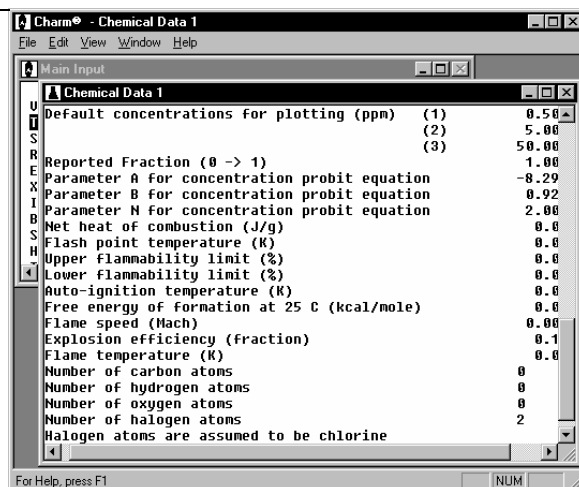 Charm® - Chemical Data 1
File Edit View Window Help
Main Input
Chemical Data 1
U
T
S
R
E
X
I
B
S
H
Default concentrations for plotting (ppm) (1) 0.50
(2) 5.00
(3) 50.00
Reported Fraction (0 -> 1) 1.00
Parameter A for concentration probit equation -8.29
Parameter B for concentration probit equation 0.92
Parameter N for concentration probit equation 2.00
Net heat of combustion (J/g) 0.0
Flash point temperature (K) 0.0
Upper flammability limit (%) 0.0
Lower flammability limit (%) 0.0
Auto-ignition temperature (K) 0.0
Free energy of formation at 25 C (kcal/mole) 0.0
Flame speed (Mach) 0.00
Explosion efficiency (fraction) 0.1
Flame temperature (K) 0.0
Number of carbon atoms 0
Number of hydrogen atoms 0
Number of oxygen atoms 0
Number of halogen atoms 2
Halogen atoms are assumed to be chlorine
For Help, press F1 NUM